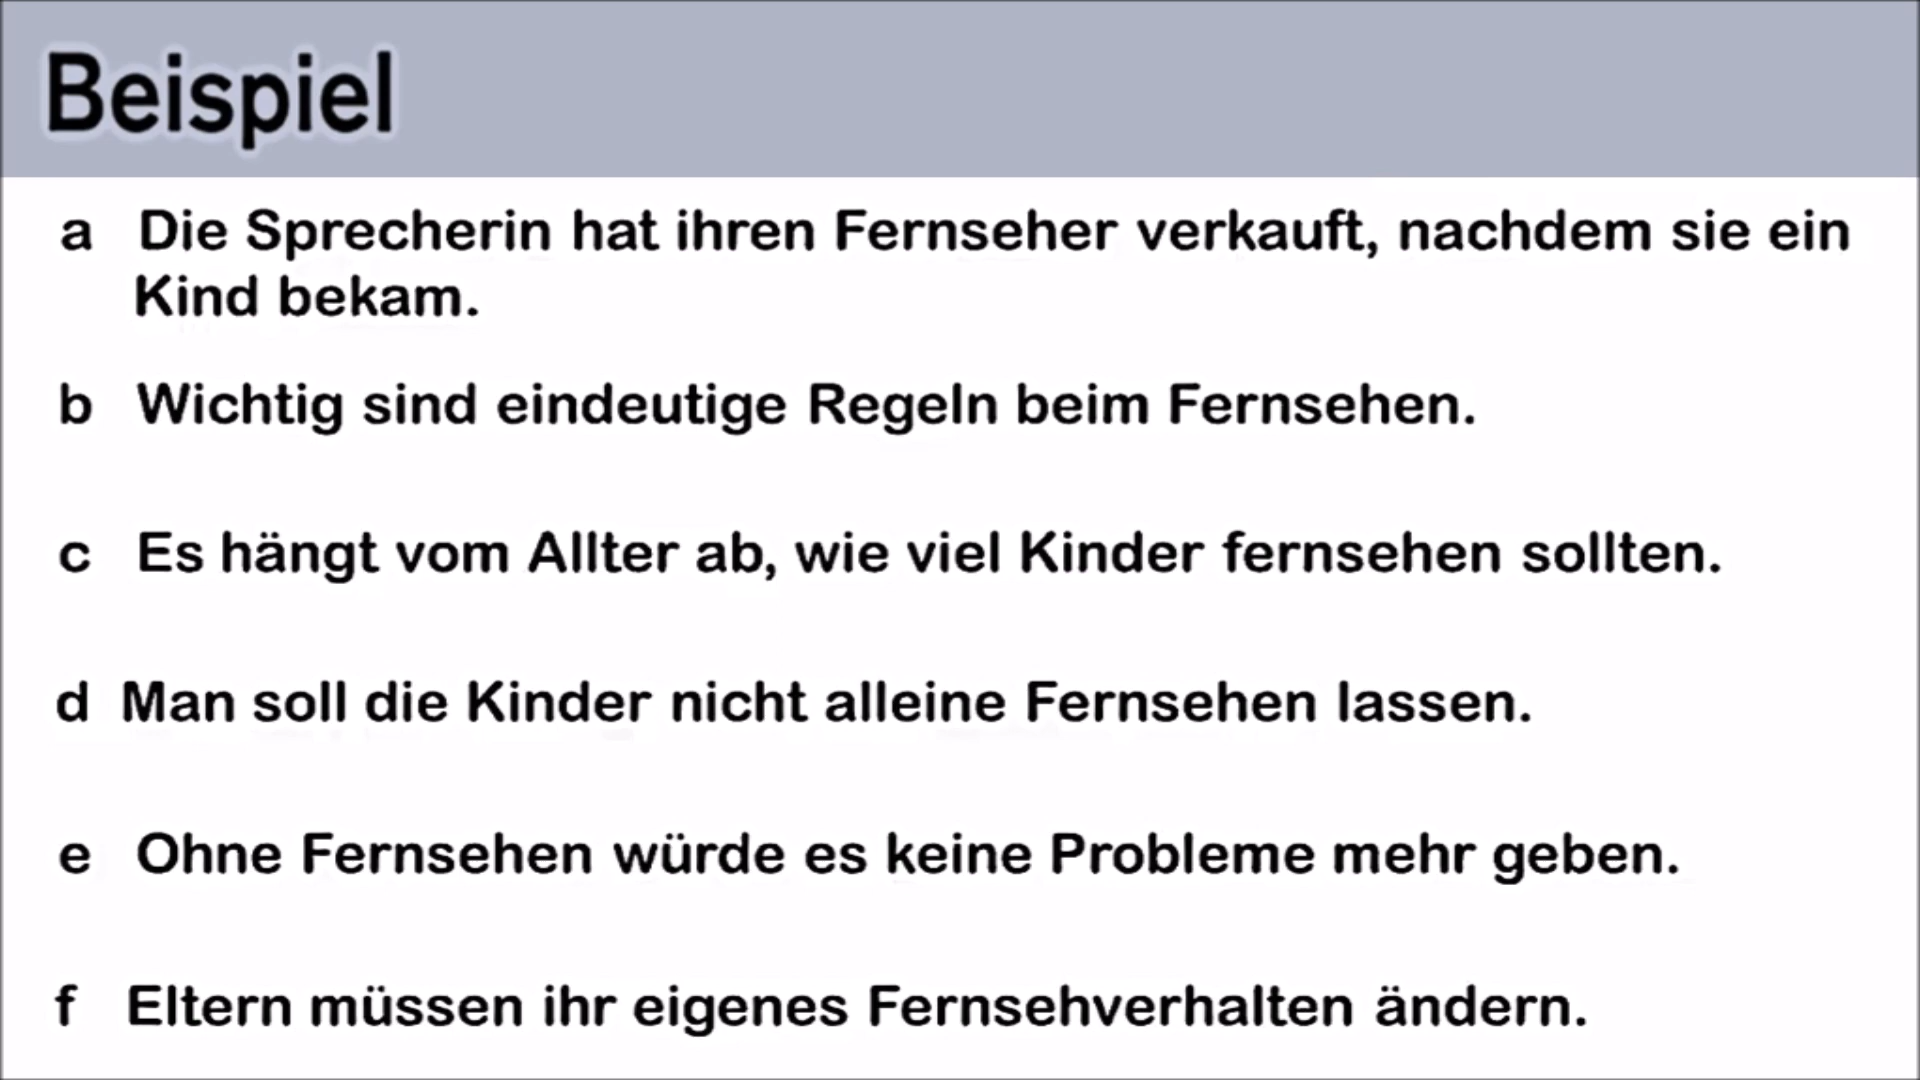 Beispiel
a Die Sprecherin hat ihren Fernseher verkauft, nachdem sie ein
Kind bekam.
b Wichtig sind eindeutige Regeln beim Fernsehen.
c Es hängt vom Allter ab, wie viel Kinder fernsehen sollten.
d Man soll die Kinder nicht alleine Fernsehen lassen.
e Ohne Fernsehen würde es keine Probleme mehr geben.
f Eltern müssen ihr eigenes Fernsehverhalten ändern.